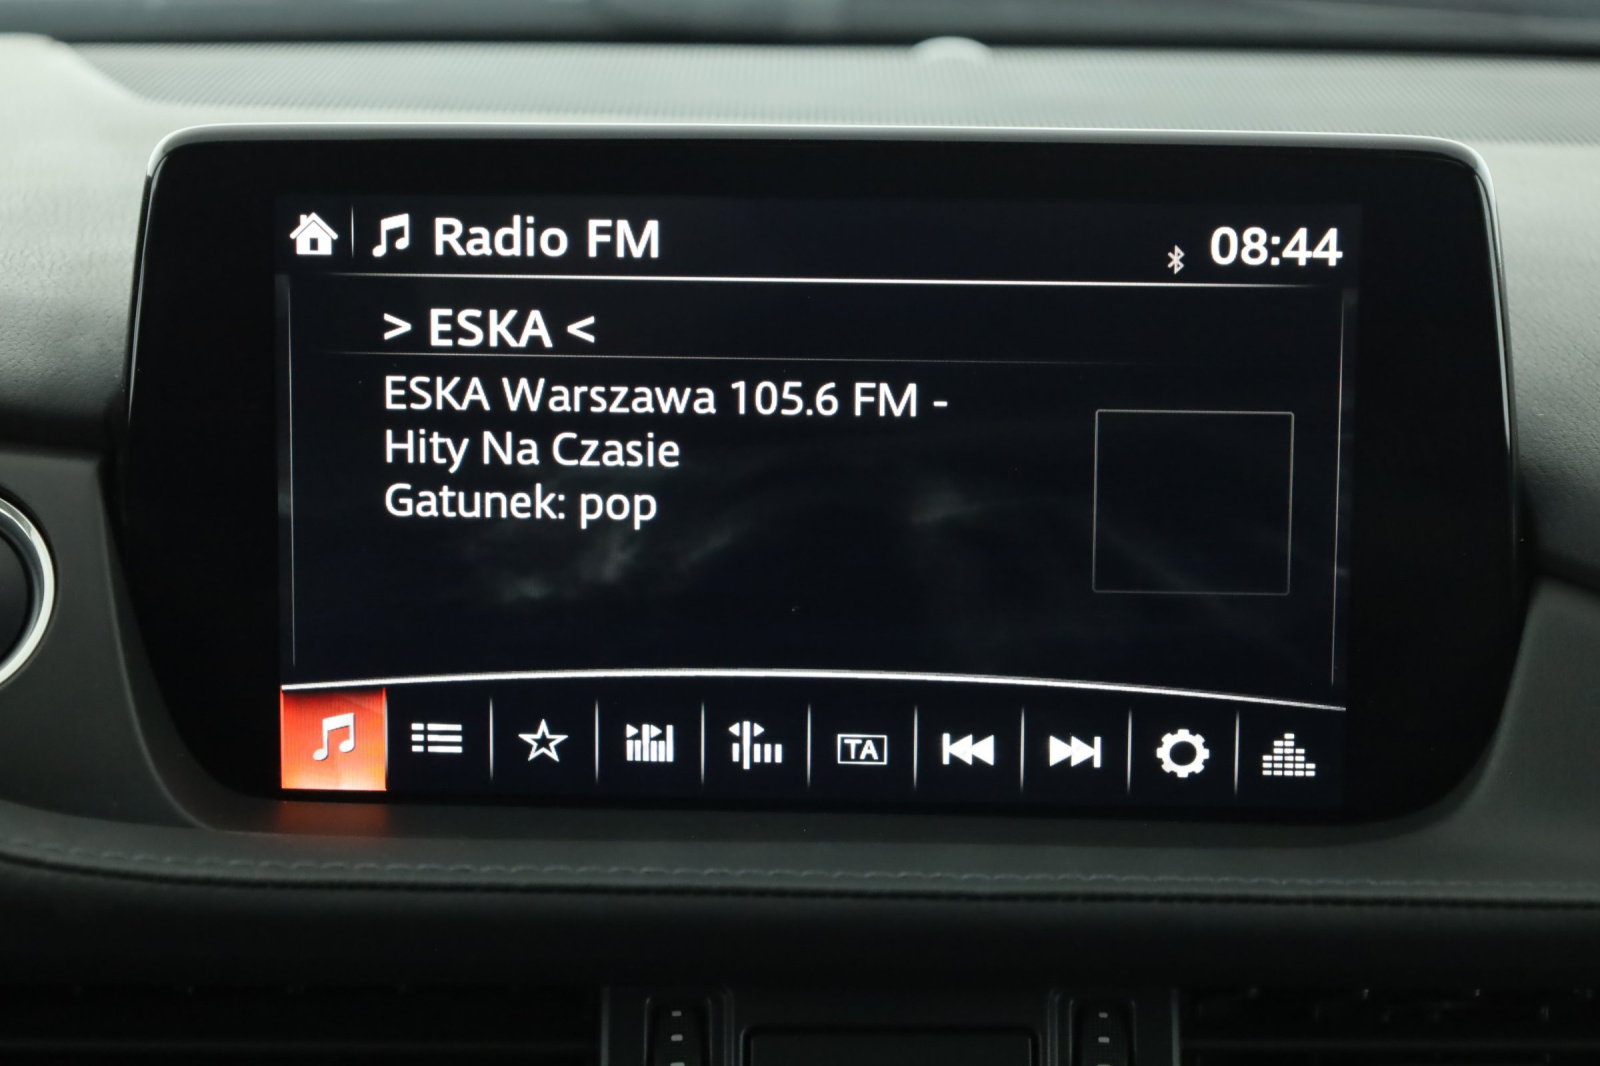 Radio FM
08:44
> ESKA <
ESKA Warszawa 105.6 FM -
Hity Na Czasie
Gatunek: pop
TA